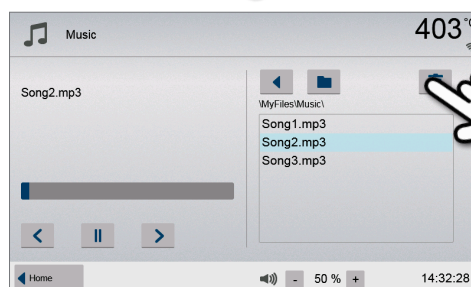 Music
403 °C
Song2.mp3
\MyFiles\Music\
Song1.mp3
Song2.mp3
Song3.mp3
Home
- 50 % +
14:32:28